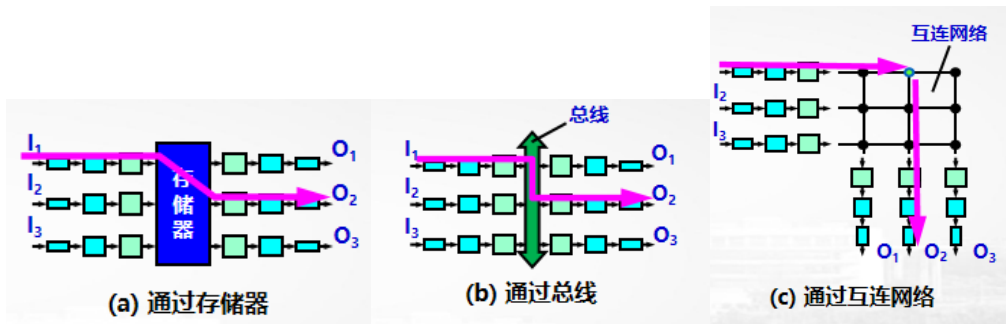 I₁
I₂
I₃
存储器
O₁
O₂
O₃
(a) 通过存储器
总线
I₁
I₂
I₃
O₁
O₂
O₃
(b) 通过总线
互连网络
I₂
I₃
O₁ O₂ O₃
(c) 通过互连网络